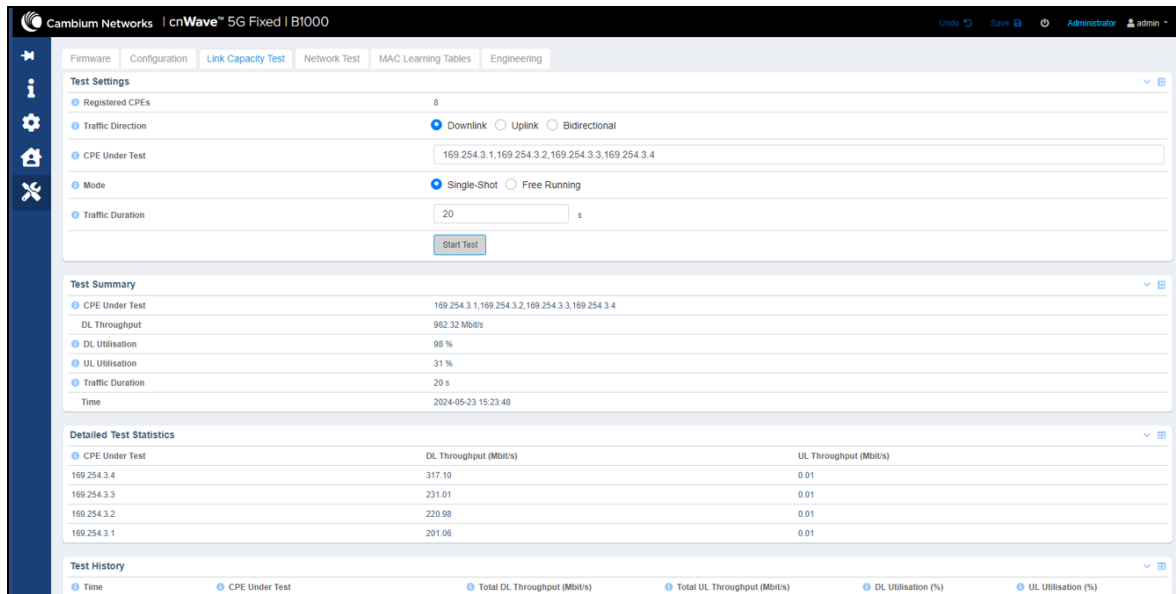 Cambium Networks | cnWave™ 5G Fixed | B1000 Undo Save Administrator admin
Firmware Configuration Link Capacity Test Network Test MAC Learning Tables Engineering
Test Settings
Registered CPEs 8
Traffic Direction Downlink Uplink Bidirectional
CPE Under Test 169.254.3.1,169.254.3.2,169.254.3.3,169.254.3.4
Mode Single-Shot Free Running
Traffic Duration 20 s
Start Test
Test Summary
CPE Under Test 169.254.3.1,169.254.3.2,169.254.3.3,169.254.3.4
DL Throughput 962.32 Mbit/s
DL Utilisation 98 %
UL Utilisation 31 %
Traffic Duration 20 s
Time 2024-05-23 15:23:48
Detailed Test Statistics
CPE Under Test DL Throughput (Mbit/s) UL Throughput (Mbit/s)
169.254.3.4 317.10 0.01
169.254.3.3 231.01 0.01
169.254.3.2 220.98 0.01
169.254.3.1 201.06 0.01
Test History
Time CPE Under Test Total DL Throughput (Mbit/s) Total UL Throughput (Mbit/s) DL Utilisation (%) UL Utilisation (%)